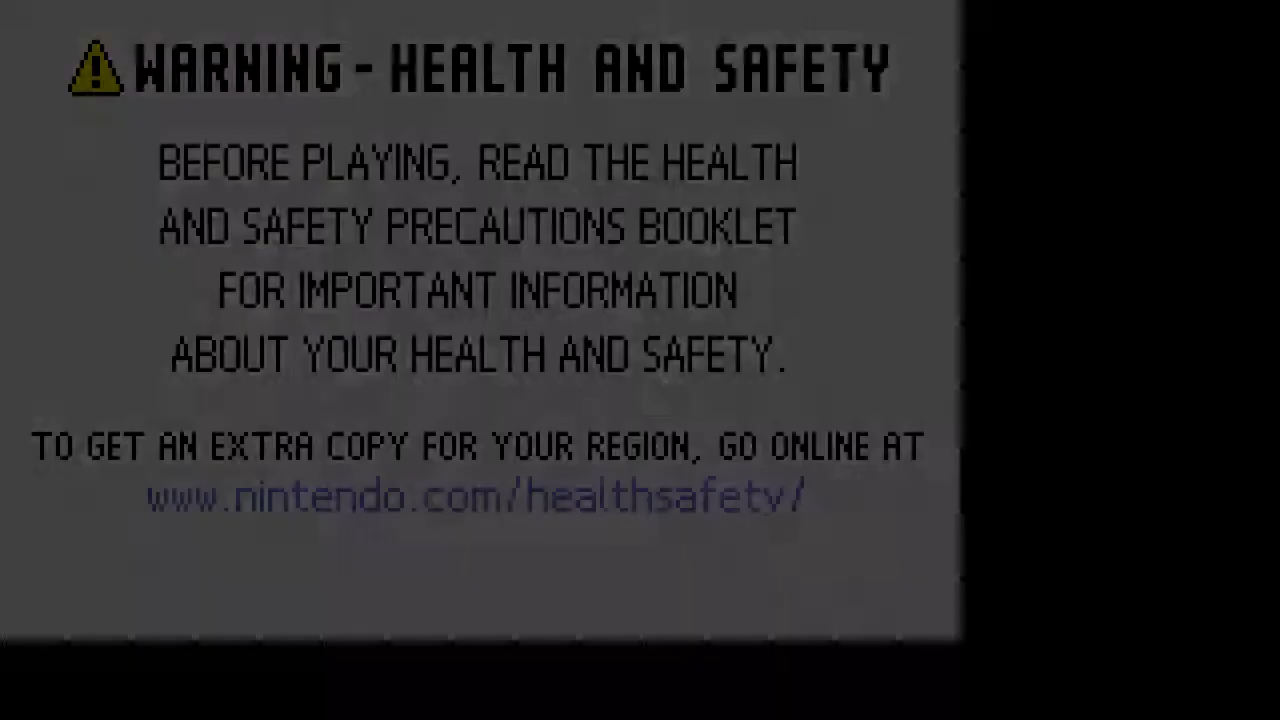 WARNING - HEALTH AND SAFETY
BEFORE PLAYING, READ THE HEALTH
AND SAFETY PRECAUTIONS BOOKLET
FOR IMPORTANT INFORMATION
ABOUT YOUR HEALTH AND SAFETY.
TO GET AN EXTRA COPY FOR YOUR REGION, GO ONLINE AT
www.nintendo.com/healthsafety/